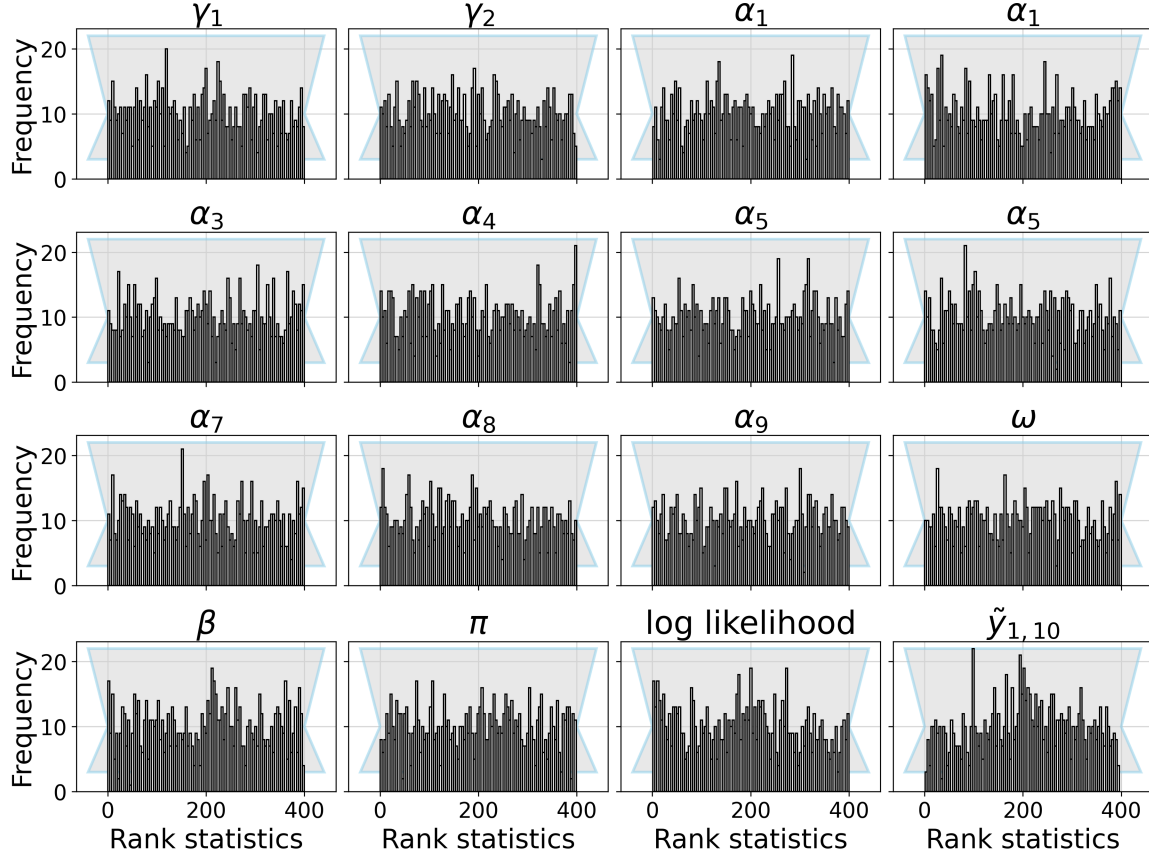 γ₁ γ₂ α₁ α₁
Frequency
20
10
0
α₃ α₄ α₅ α₅
Frequency
20
10
0
α₇ α₈ α₉ ω
Frequency
20
10
0
β π log likelihood ỹ₁, ₁₀
Frequency
20
10
0
0 200 400 0 200 400 0 200 400 0 200 400
Rank statistics Rank statistics Rank statistics Rank statistics